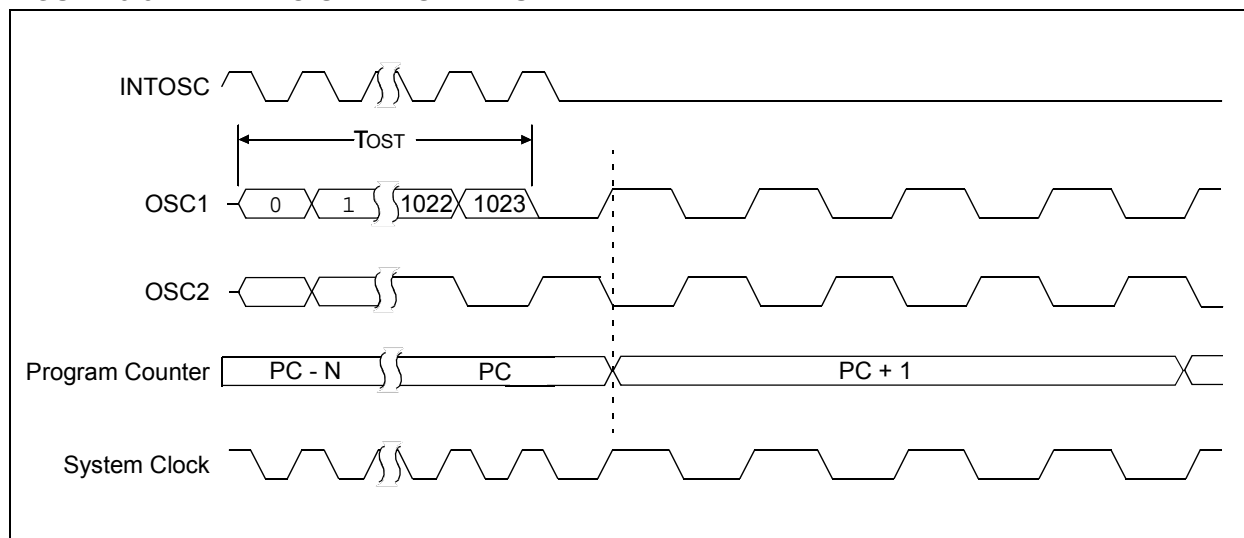 INTOSC
TOST
OSC1 0 1 1022 1023
OSC2
Program Counter PC - N PC PC + 1
System Clock